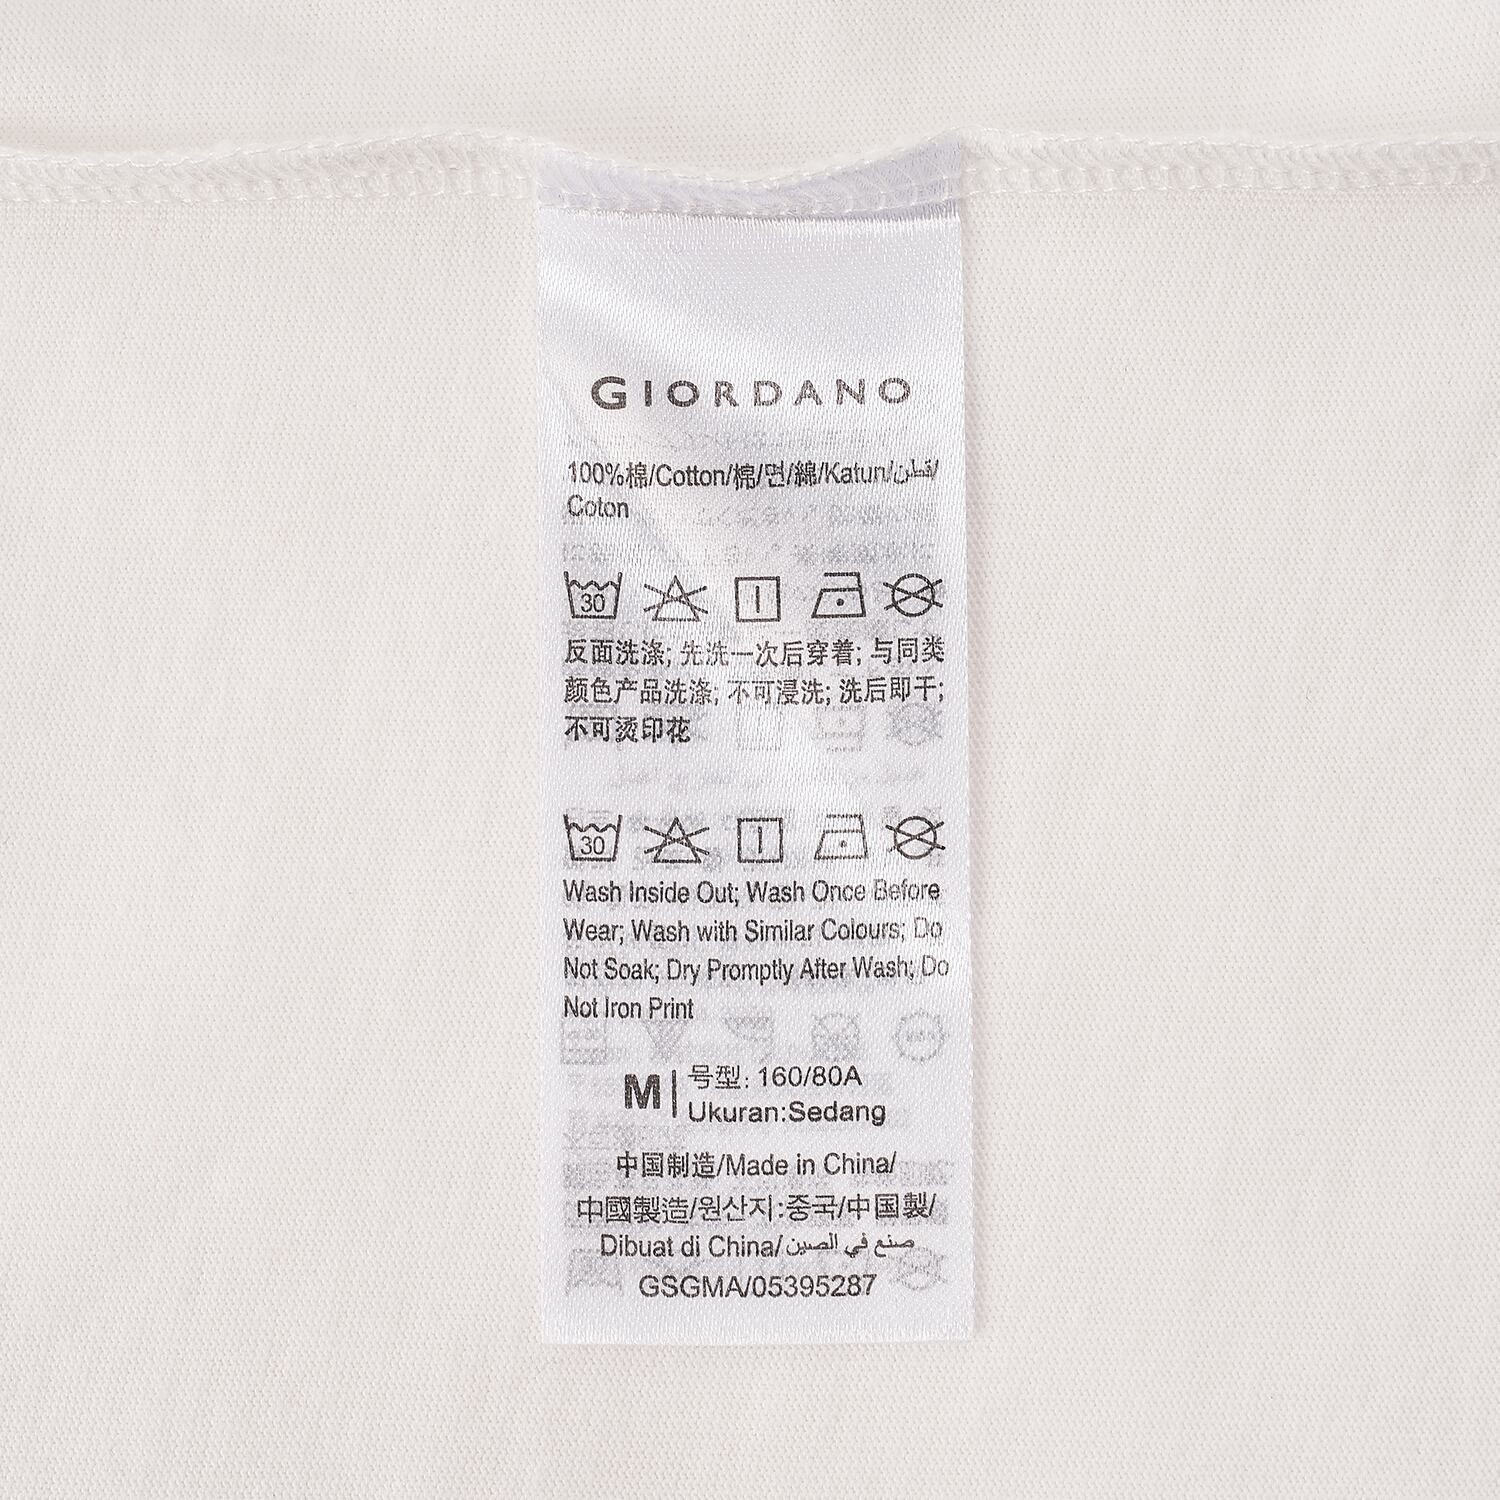 GIORDANO
100%棉/Cotton/棉/면/綿/Katun/قطن/
Coton
30
反面洗涤; 先洗一次后穿着; 与同类
颜色产品洗涤; 不可浸洗; 洗后即干;
不可烫印花
30
Wash Inside Out; Wash Once Before
Wear; Wash with Similar Colours; Do
Not Soak; Dry Promptly After Wash; Do
Not Iron Print
M
号型: 160/80A
Ukuran:Sedang
中国制造/Made in China/
中國製造/원산지:중국/中国製/
Dibuat di China/صنع في الصين
GSGMA/05395287